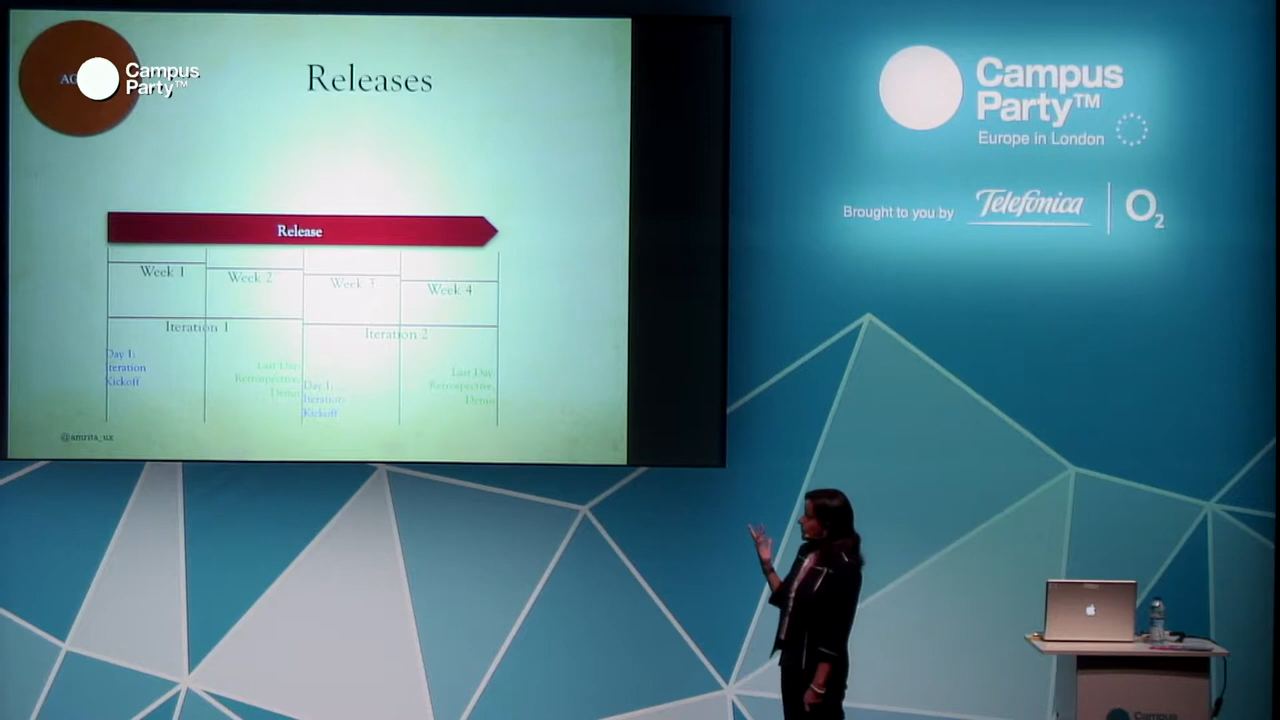 Campus
Party™
Releases
Release
Week 1
Week 2
Week 3
Week 4
Iteration 1
Iteration 2
Day 1:
Iteration
Kickoff
Last Day
Retrospective,
Demo
Day 1:
Iteration
Kickoff
Last Day
Retrospective,
Demo
@amrita_ux
Campus
Party™
Europe in London
Brought to you by
Telefónica
O2
Campus